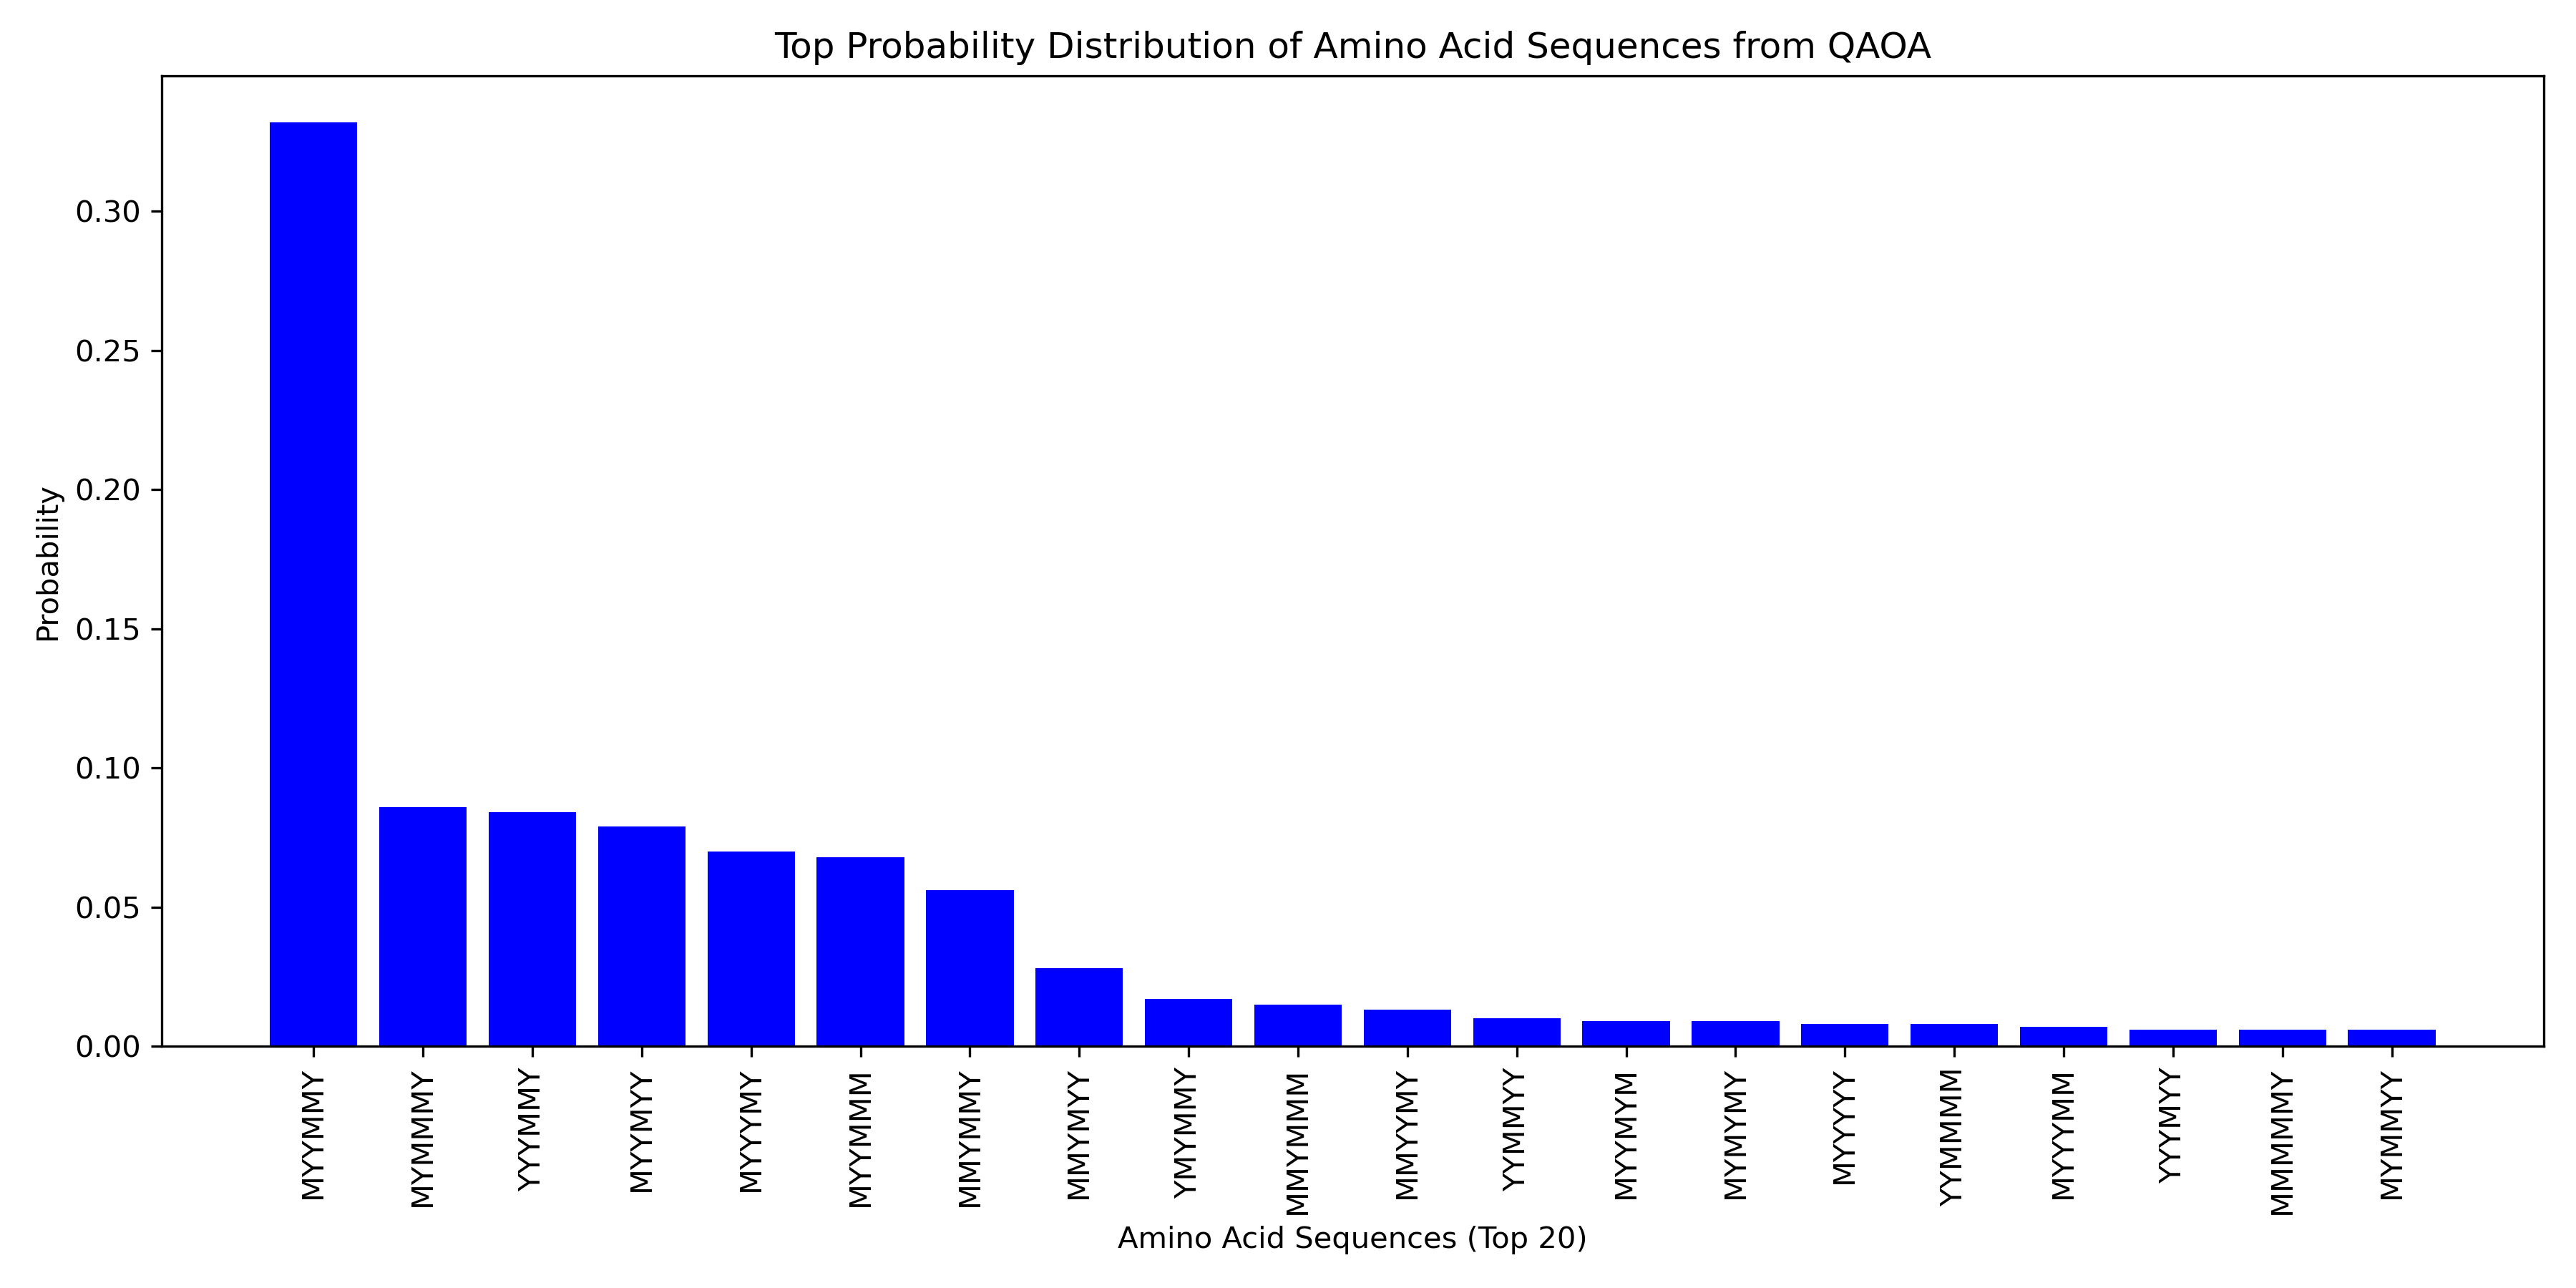 Top Probability Distribution of Amino Acid Sequences from QAOA
Probability
0.30
0.25
0.20
0.15
0.10
0.05
0.00
MYYMMY
MYMMMY
YYYMMY
MYYMYY
MYYYMY
MYYMMM
MMYMMY
MMYMYY
YMYMMY
MMYMMM
MMYYMY
YYMMYY
MYYMYM
MYMYMY
MYYYYY
YYMMMM
MYYYMM
YYYMYY
MMMMMY
MYMMYY
Amino Acid Sequences (Top 20)